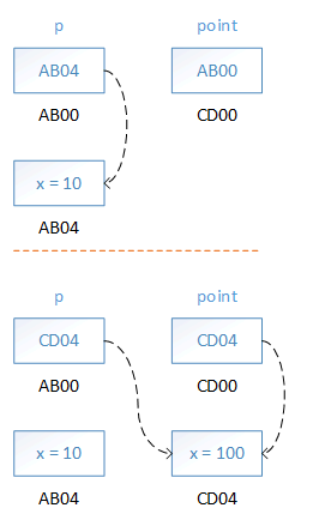 p point
AB04 AB00
AB00 CD00
x = 10
AB04
p point
CD04 CD04
AB00 CD00
x = 10 x = 100
AB04 CD04